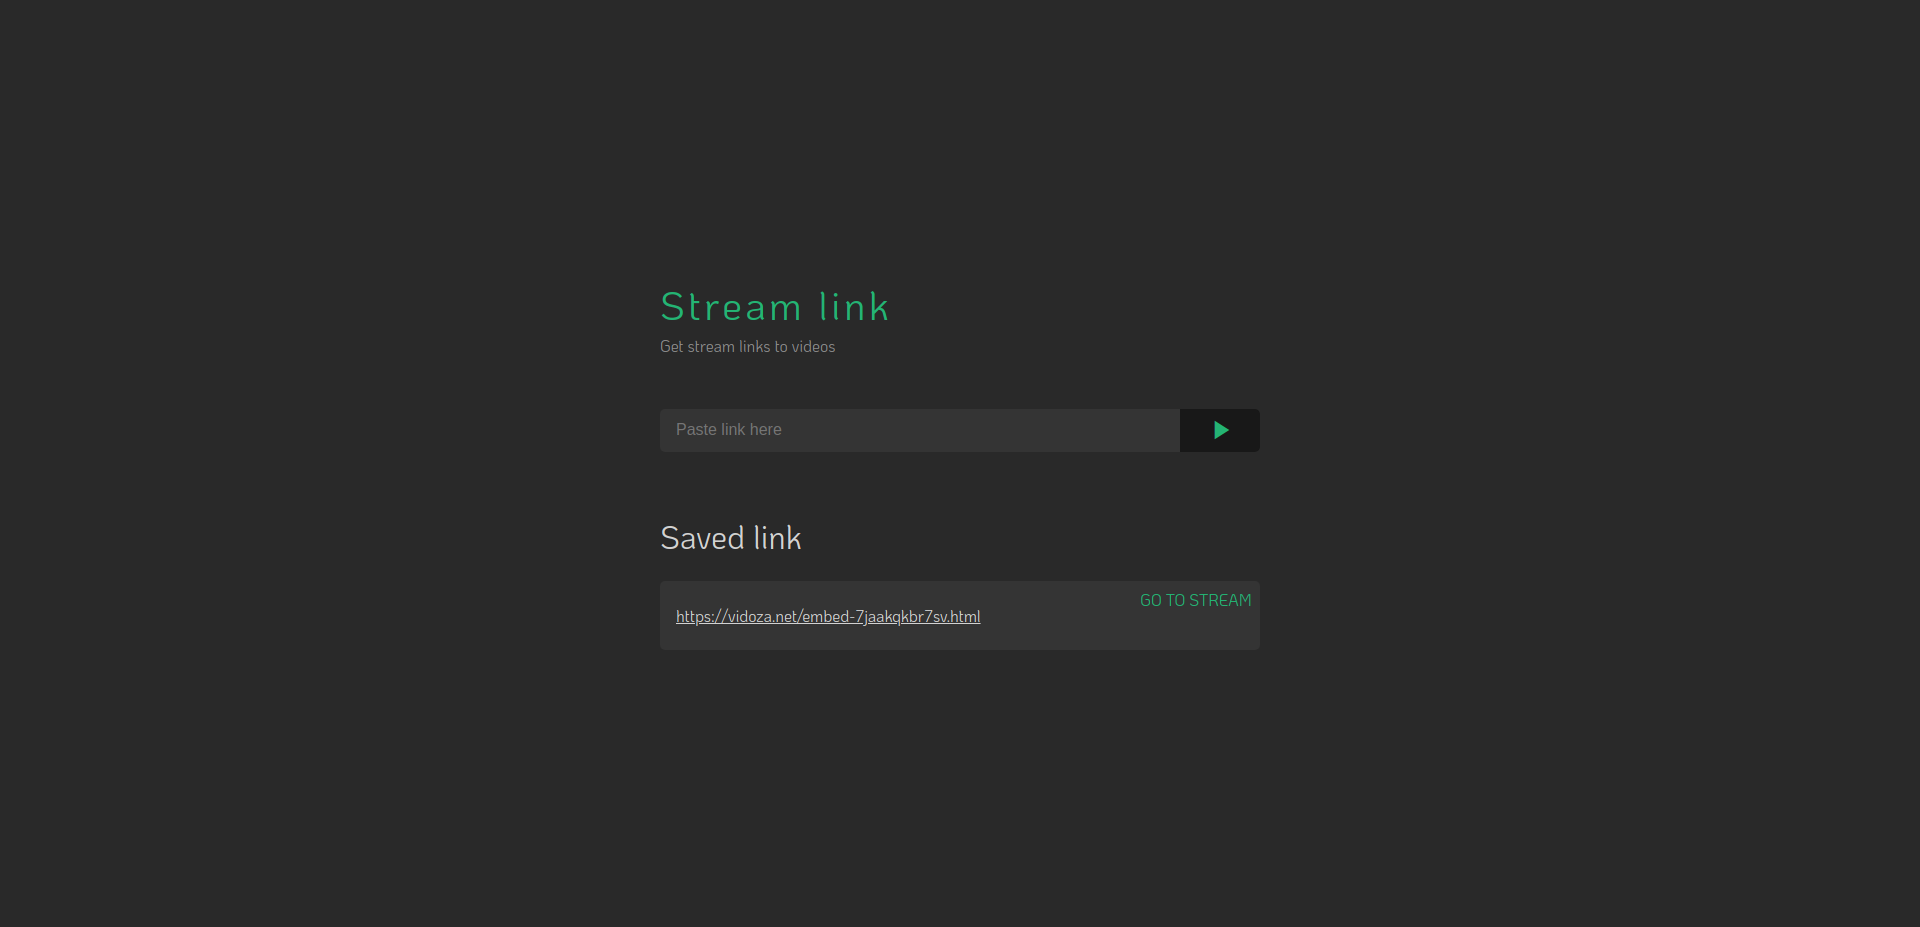 Stream link
Get stream links to videos
Paste link here
Saved link
GO TO STREAM
https://vidoza.net/embed-7jaakqkbr7sv.html